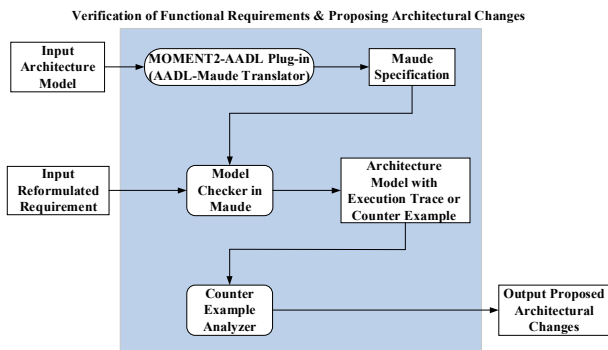 Verification of Functional Requirements & Proposing Architectural Changes
Input
Architecture
Model
MOMENT2-AADL Plug-in
(AADL-Maude Translator)
Maude
Specification
Input
Reformulated
Requirement
Model
Checker in
Maude
Architecture
Model with
Execution Trace or
Counter Example
Counter
Example
Analyzer
Output Proposed
Architectural
Changes